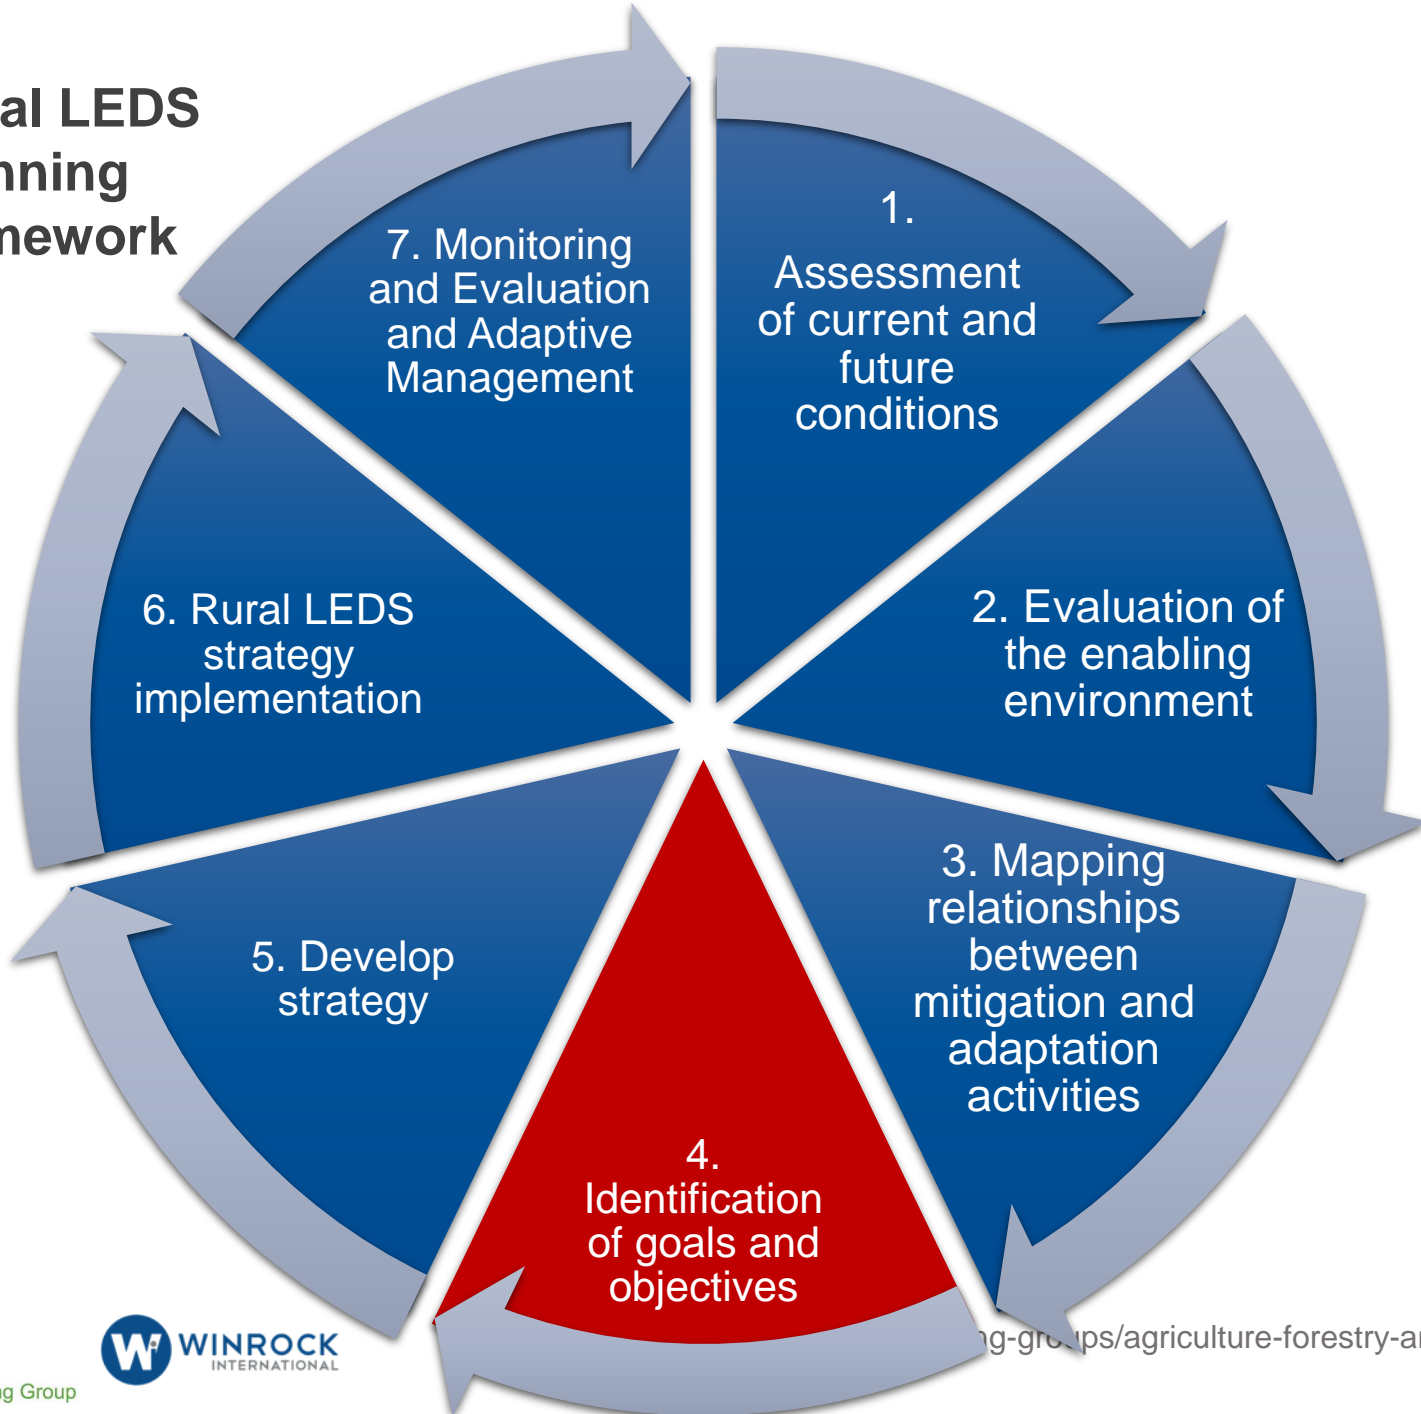 al LEDS
nning
mework
1.
Assessment
of current and
future
conditions
2. Evaluation of
the enabling
environment
3. Mapping
relationships
between
mitigation and
adaptation
activities
4.
Identification
of goals and
objectives
5. Develop
strategy
6. Rural LEDS
strategy
implementation
7. Monitoring
and Evaluation
and Adaptive
Management
W
WINROCK
INTERNATIONAL
ng Group
/agriculture-forestry-a